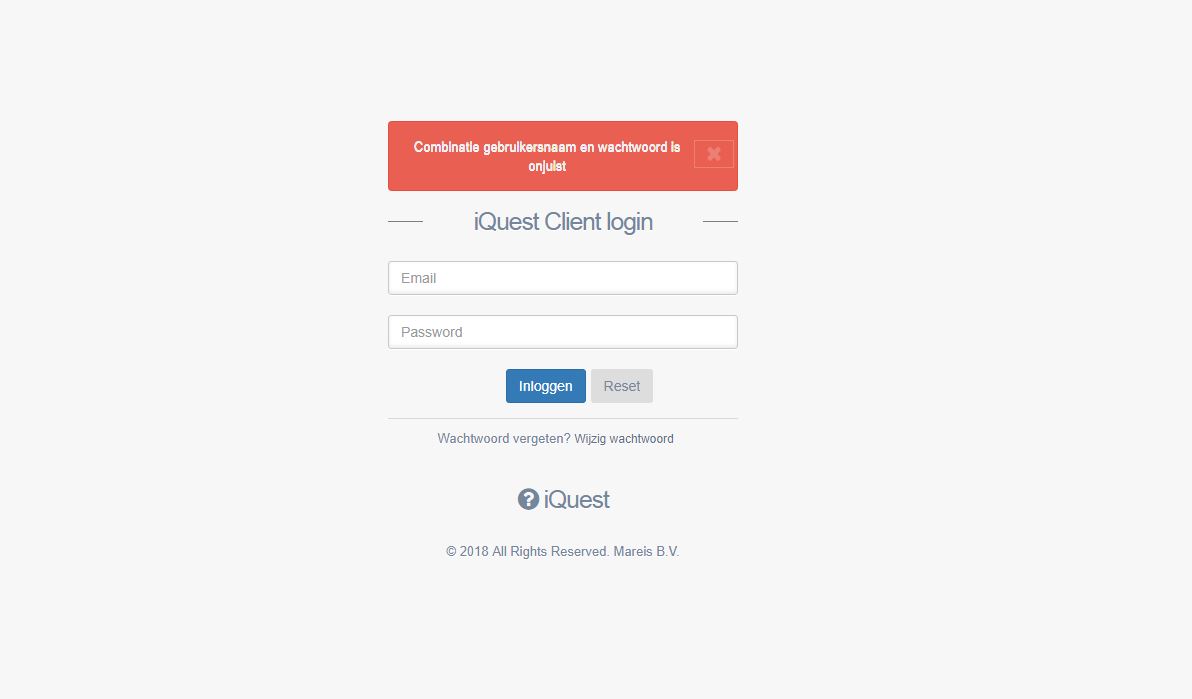 Combinatie gebruikersnaam en wachtwoord is
onjuist
iQuest Client login
Email
Password
Inloggen Reset
Wachtwoord vergeten? Wijzig wachtwoord
iQuest
© 2018 All Rights Reserved. Mareis B.V.